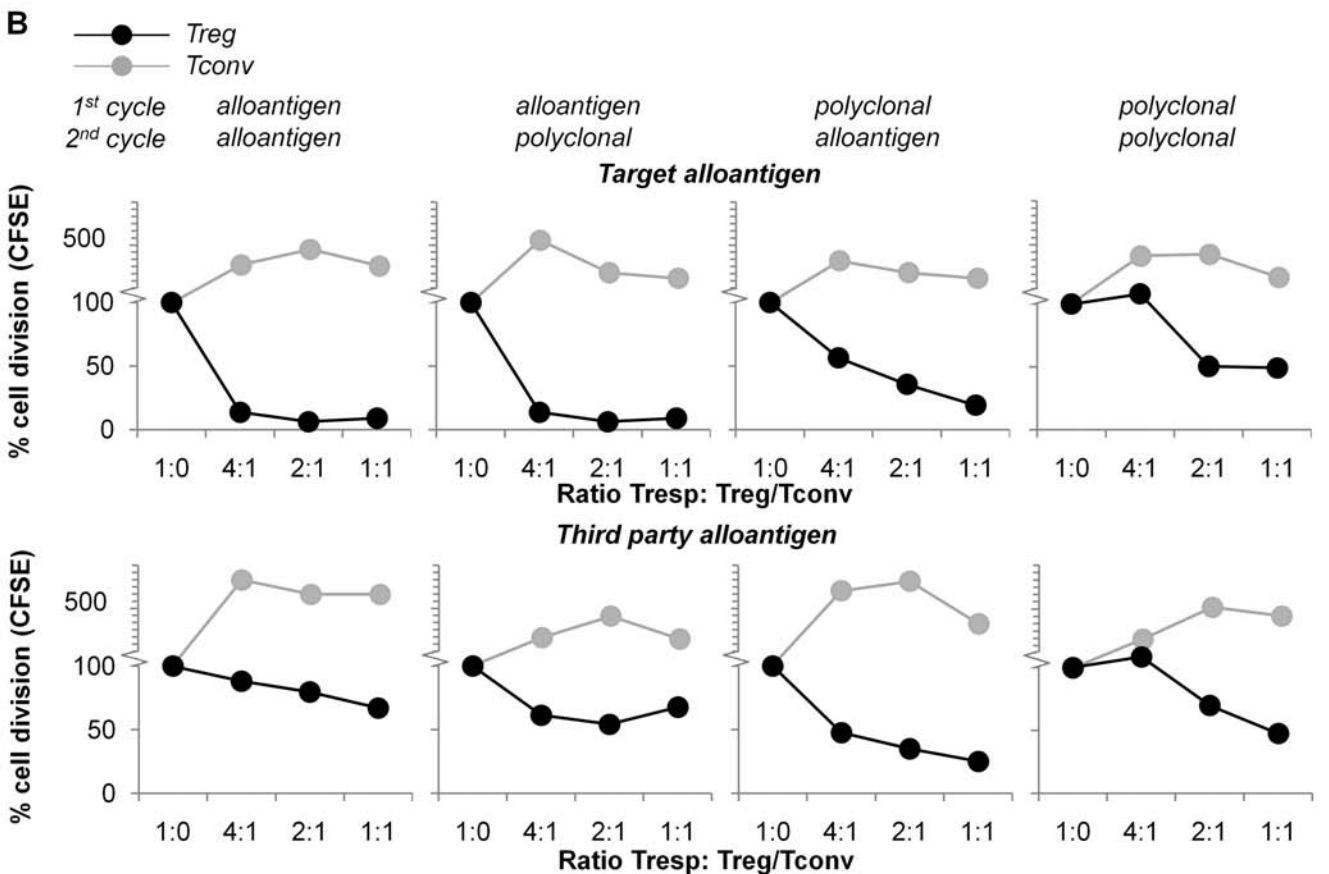 B
Treg
Tconv
1st cycle alloantigen alloantigen polyclonal polyclonal
2nd cycle alloantigen polyclonal alloantigen polyclonal
Target alloantigen
% cell division (CFSE)
500
100
50
0
1:0 4:1 2:1 1:1 1:0 4:1 2:1 1:1 1:0 4:1 2:1 1:1 1:0 4:1 2:1 1:1
Ratio Tresp: Treg/Tconv
Third party alloantigen
% cell division (CFSE)
500
100
50
0
1:0 4:1 2:1 1:1 1:0 4:1 2:1 1:1 1:0 4:1 2:1 1:1 1:0 4:1 2:1 1:1
Ratio Tresp: Treg/Tconv